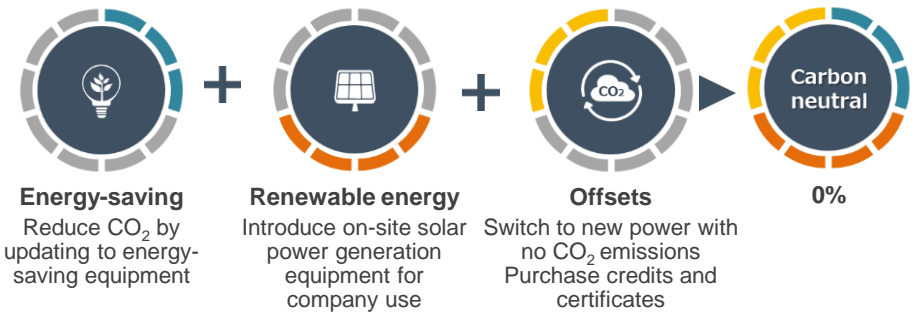 CO₂
Carbon
neutral
Energy-saving
Reduce CO₂ by
updating to energy-
saving equipment
Renewable energy
Introduce on-site solar
power generation
equipment for
company use
Offsets
Switch to new power with
no CO₂ emissions
Purchase credits and
certificates
0%